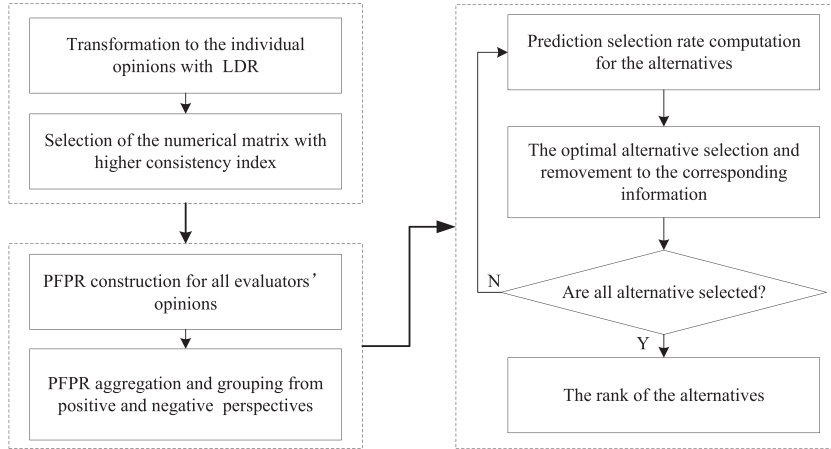 Transformation to the individual
opinions with LDR
Selection of the numerical matrix with
higher consistency index
PFPR construction for all evaluators’
opinions
PFPR aggregation and grouping from
positive and negative perspectives
Prediction selection rate computation
for the alternatives
The optimal alternative selection and
removement to the corresponding
information
N
Are all alternative selected?
Y
The rank of the alternatives